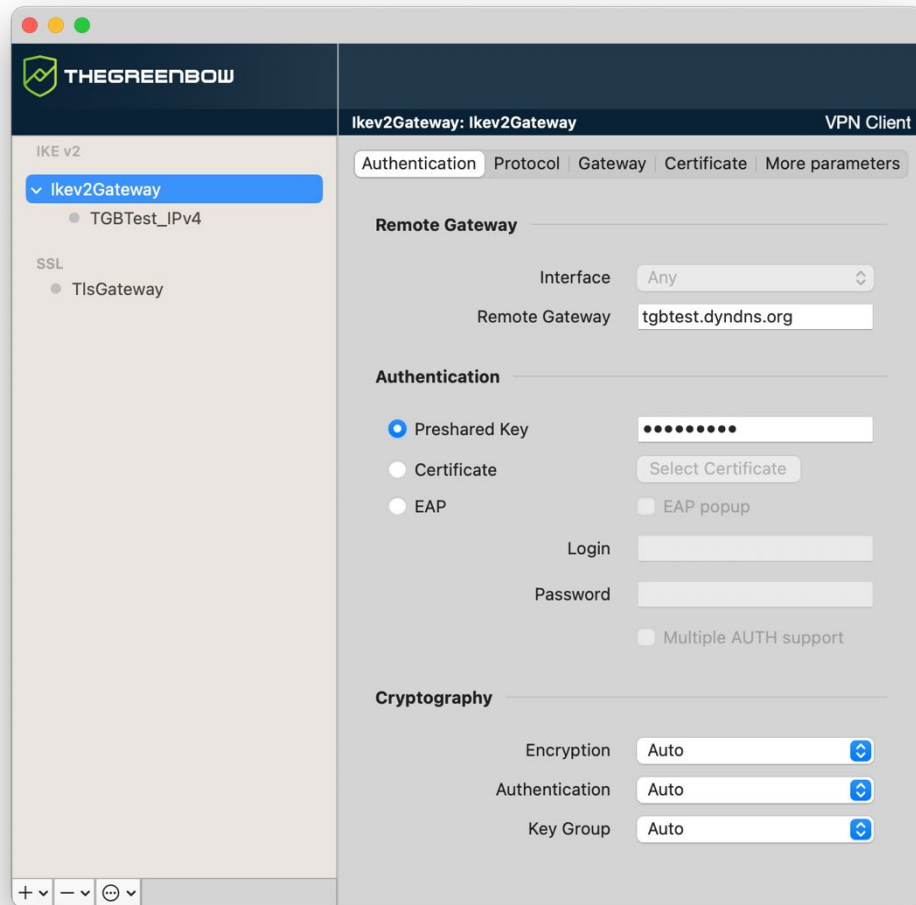 THEGREENBOW
Ikev2Gateway: Ikev2Gateway VPN Client
IKE v2
Ikev2Gateway
TGBTest_IPv4
SSL
TlsGateway
Authentication Protocol Gateway Certificate More parameters
Remote Gateway
Interface Any
Remote Gateway tgbtest.dyndns.org
Authentication
Preshared Key •••••••••
Certificate Select Certificate
EAP EAP popup
Login
Password
Multiple AUTH support
Cryptography
Encryption Auto
Authentication Auto
Key Group Auto